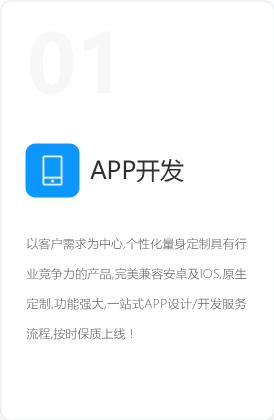 01
APP开发
以客户需求为中心,个性化量身定制具有行
业竞争力的产品,完美兼容安卓及IOS,原生
定制,功能强大,一站式APP设计/开发服务
流程,按时保质上线！